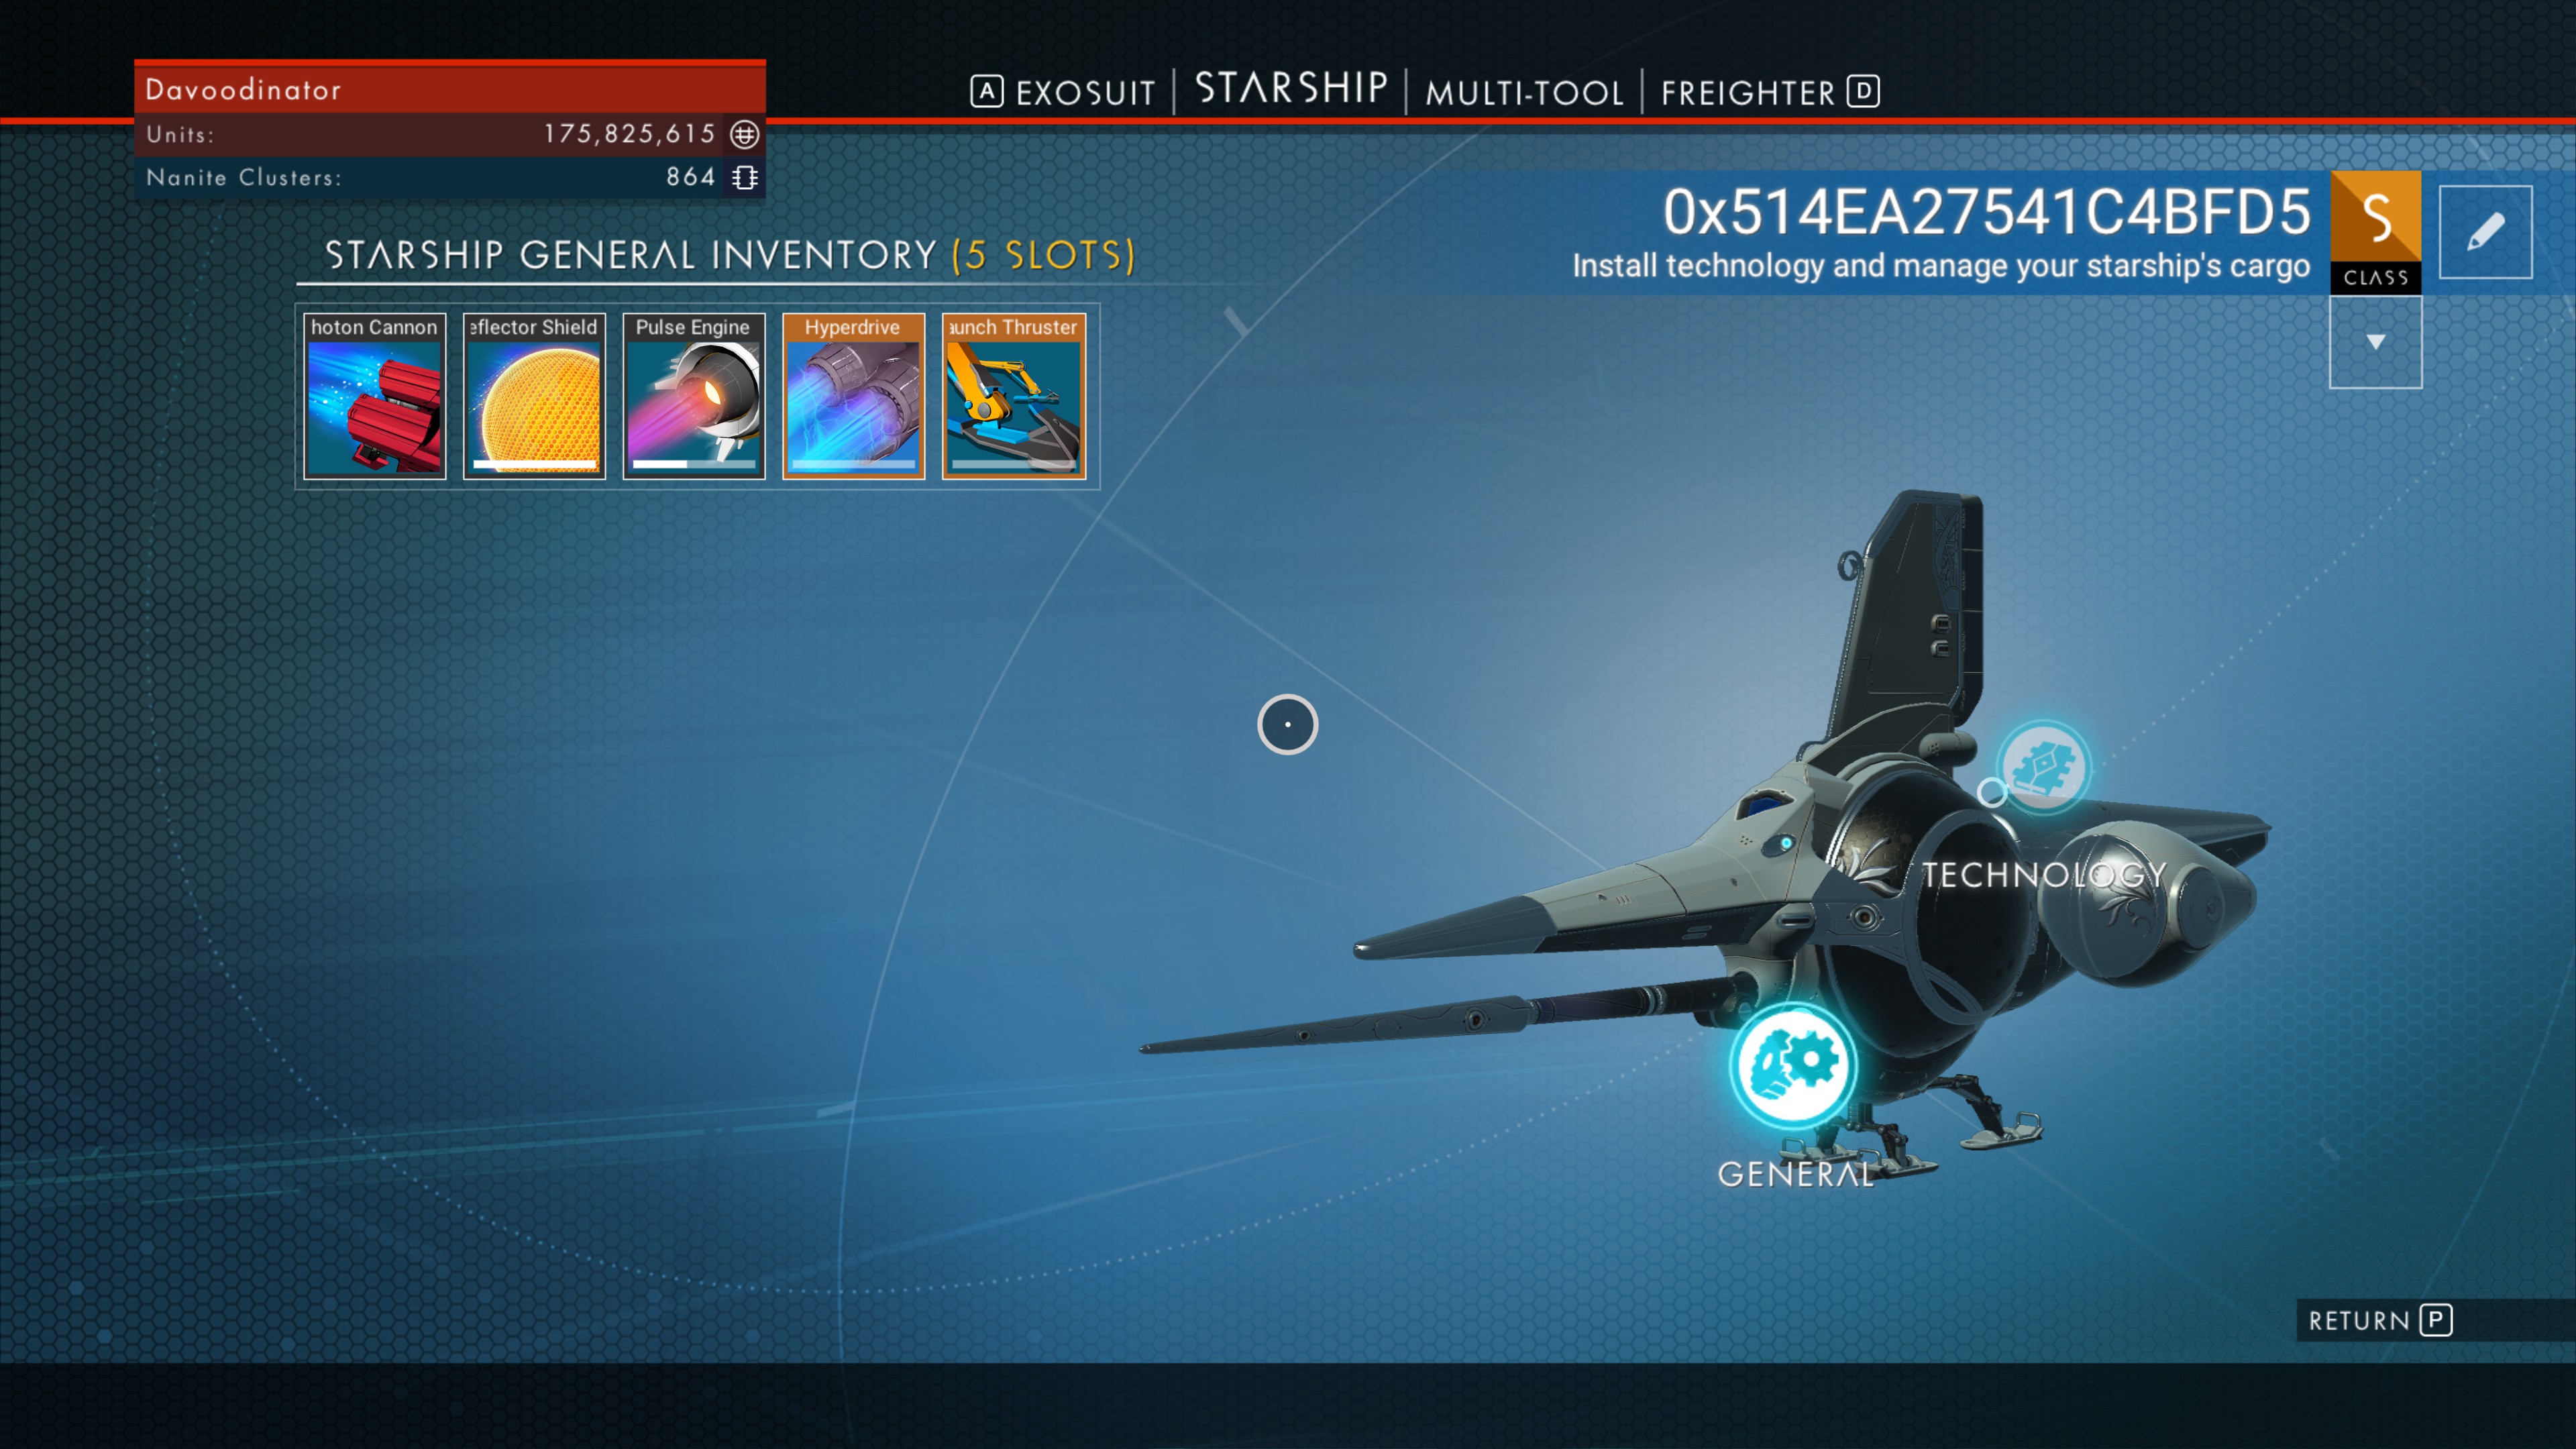 Davoodinator
Units: 175,825,615
Nanite Clusters: 864
A EXOSUIT STARSHIP MULTI-TOOL FREIGHTER D
0x514EA27541C4BFD5
Install technology and manage your starship's cargo
S
CLASS
STARSHIP GENERAL INVENTORY (5 SLOTS)
hoton Cannon eflector Shield Pulse Engine Hyperdrive aunch Thruster
TECHNOLOGY
GENERAL
RETURN P